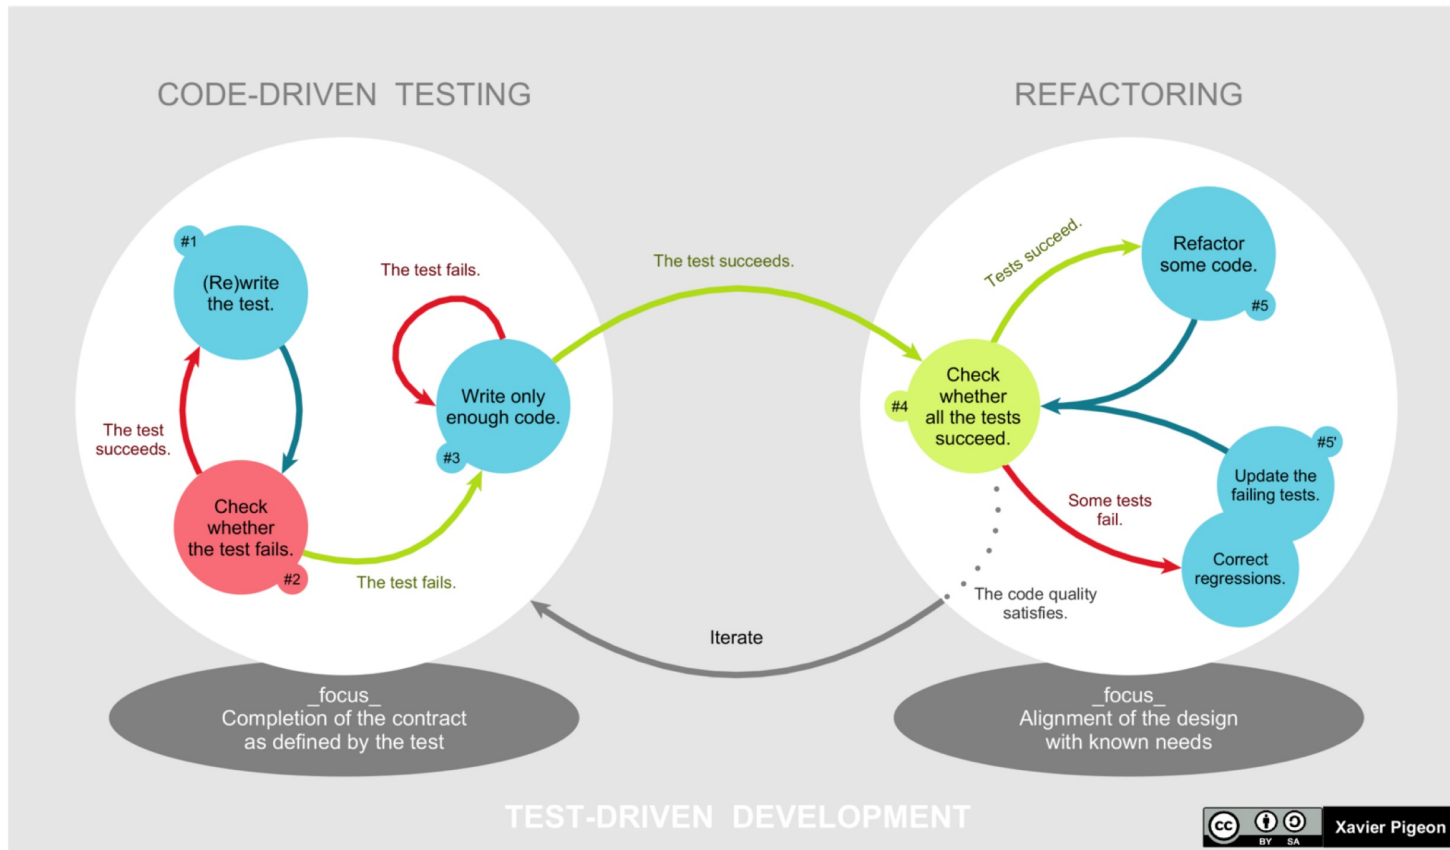 CODE-DRIVEN TESTING
REFACTORING
#1
(Re)write
the test.
The test
succeeds.
Check
whether
the test fails.
#2
The test fails.
The test fails.
Write only
enough code.
#3
The test succeeds.
#4
Check
whether
all the tests
succeed.
Tests succeed.
Refactor
some code.
#5
#5'
Update the
failing tests.
Some tests
fail.
Correct
regressions.
The code quality
satisfies.
Iterate
_focus_
Completion of the contract
as defined by the test
_focus_
Alignment of the design
with known needs
TEST-DRIVEN DEVELOPMENT
cc
BY SA
Xavier Pigeon